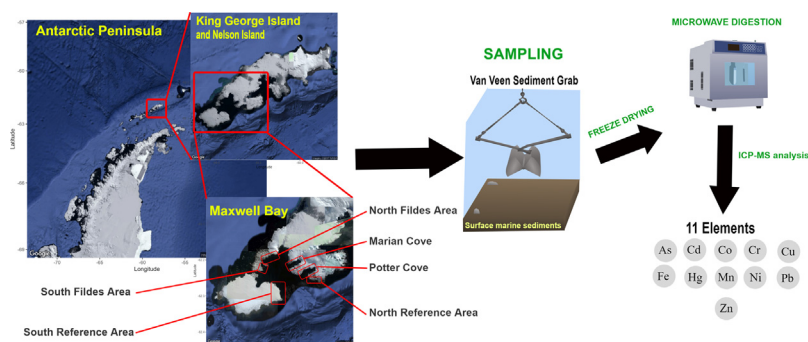 Antarctic Peninsula
King George Island
and Nelson Island
Latitude
Longitude
Google
Maxwell Bay
North Fildes Area
Marian Cove
Potter Cove
North Reference Area
South Fildes Area
South Reference Area
SAMPLING
Van Veen Sediment Grab
Surface marine sediments
FREEZE DRYING
MICROWAVE DIGESTION
ICP-MS analysis
11 Elements
As Cd Co Cr Cu
Fe Hg Mn Ni Pb
Zn